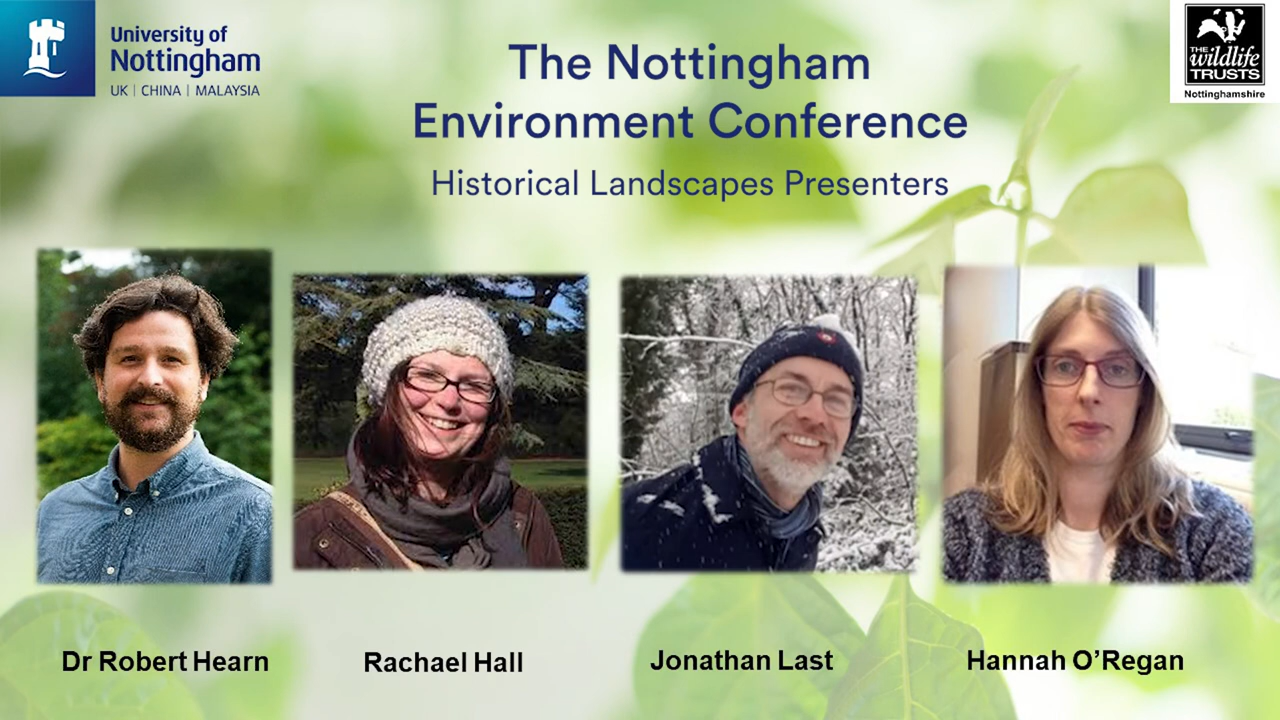 University of
Nottingham
UK | CHINA | MALAYSIA
The Nottingham
Environment Conference
Historical Landscapes Presenters
THE
wildlife
TRUSTS
Nottinghamshire
Dr Robert Hearn
Rachael Hall
Jonathan Last
Hannah O’Regan